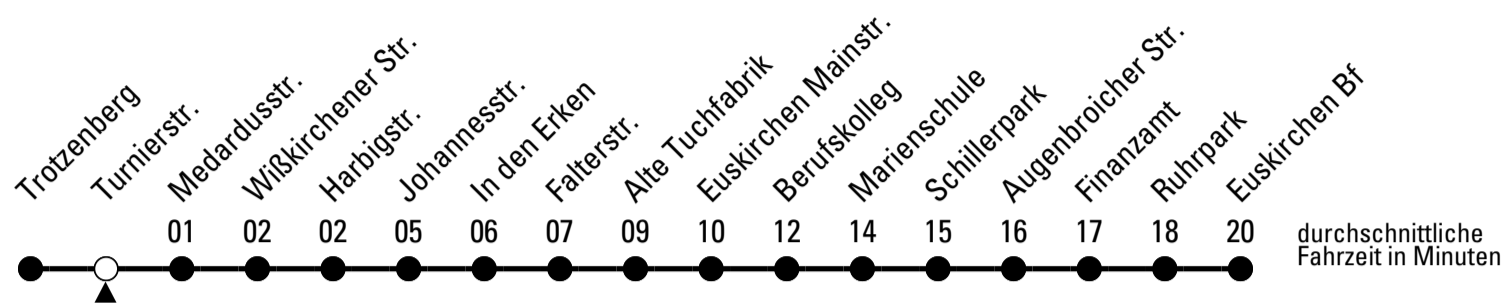 Trotzenberg
Turnierstr.
Medardusstr.
Wißkirchener Str.
Harbigstr.
Johannesstr.
In den Erken
Falterstr.
Alte Tuchfabrik
Euskirchen Mainstr.
Berufskolleg
Marienschule
Schillerpark
Augenbroicher Str.
Finanzamt
Ruhrpark
Euskirchen Bf
01 02 02 05 06 07 09 10 12 14 15 16 17 18 20
durchschnittliche
Fahrzeit in Minuten